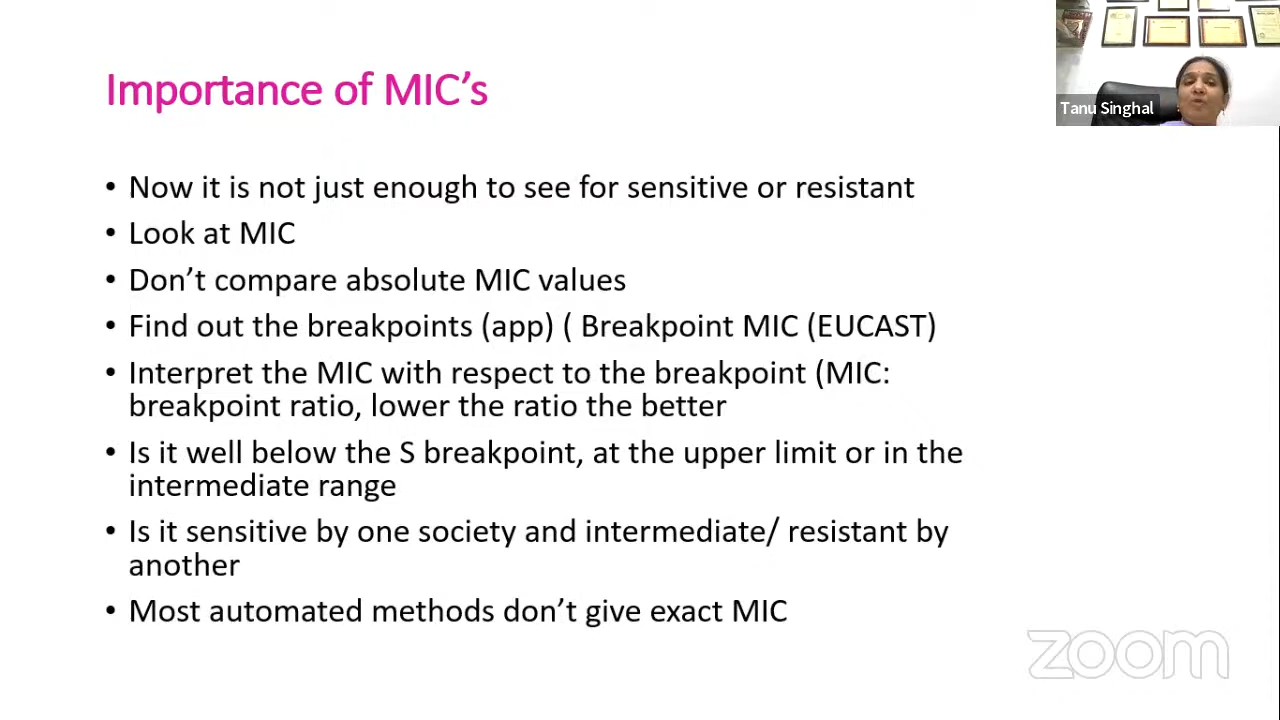 Importance of MIC's
Tanu Singhal
• Now it is not just enough to see for sensitive or resistant
• Look at MIC
• Don't compare absolute MIC values
• Find out the breakpoints (app) ( Breakpoint MIC (EUCAST)
• Interpret the MIC with respect to the breakpoint (MIC:
breakpoint ratio, lower the ratio the better
• Is it well below the S breakpoint, at the upper limit or in the
intermediate range
• Is it sensitive by one society and intermediate/ resistant by
another
• Most automated methods don't give exact MIC
zoom